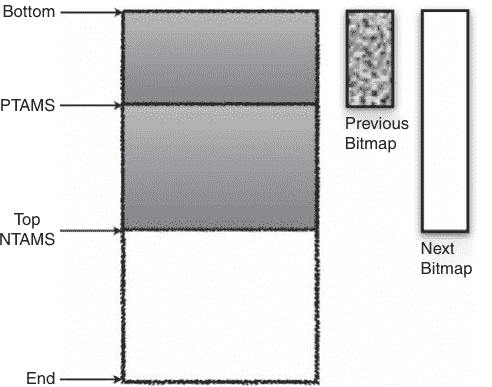 Bottom
PTAMS
Top
NTAMS
End
Previous
Bitmap
Next
Bitmap